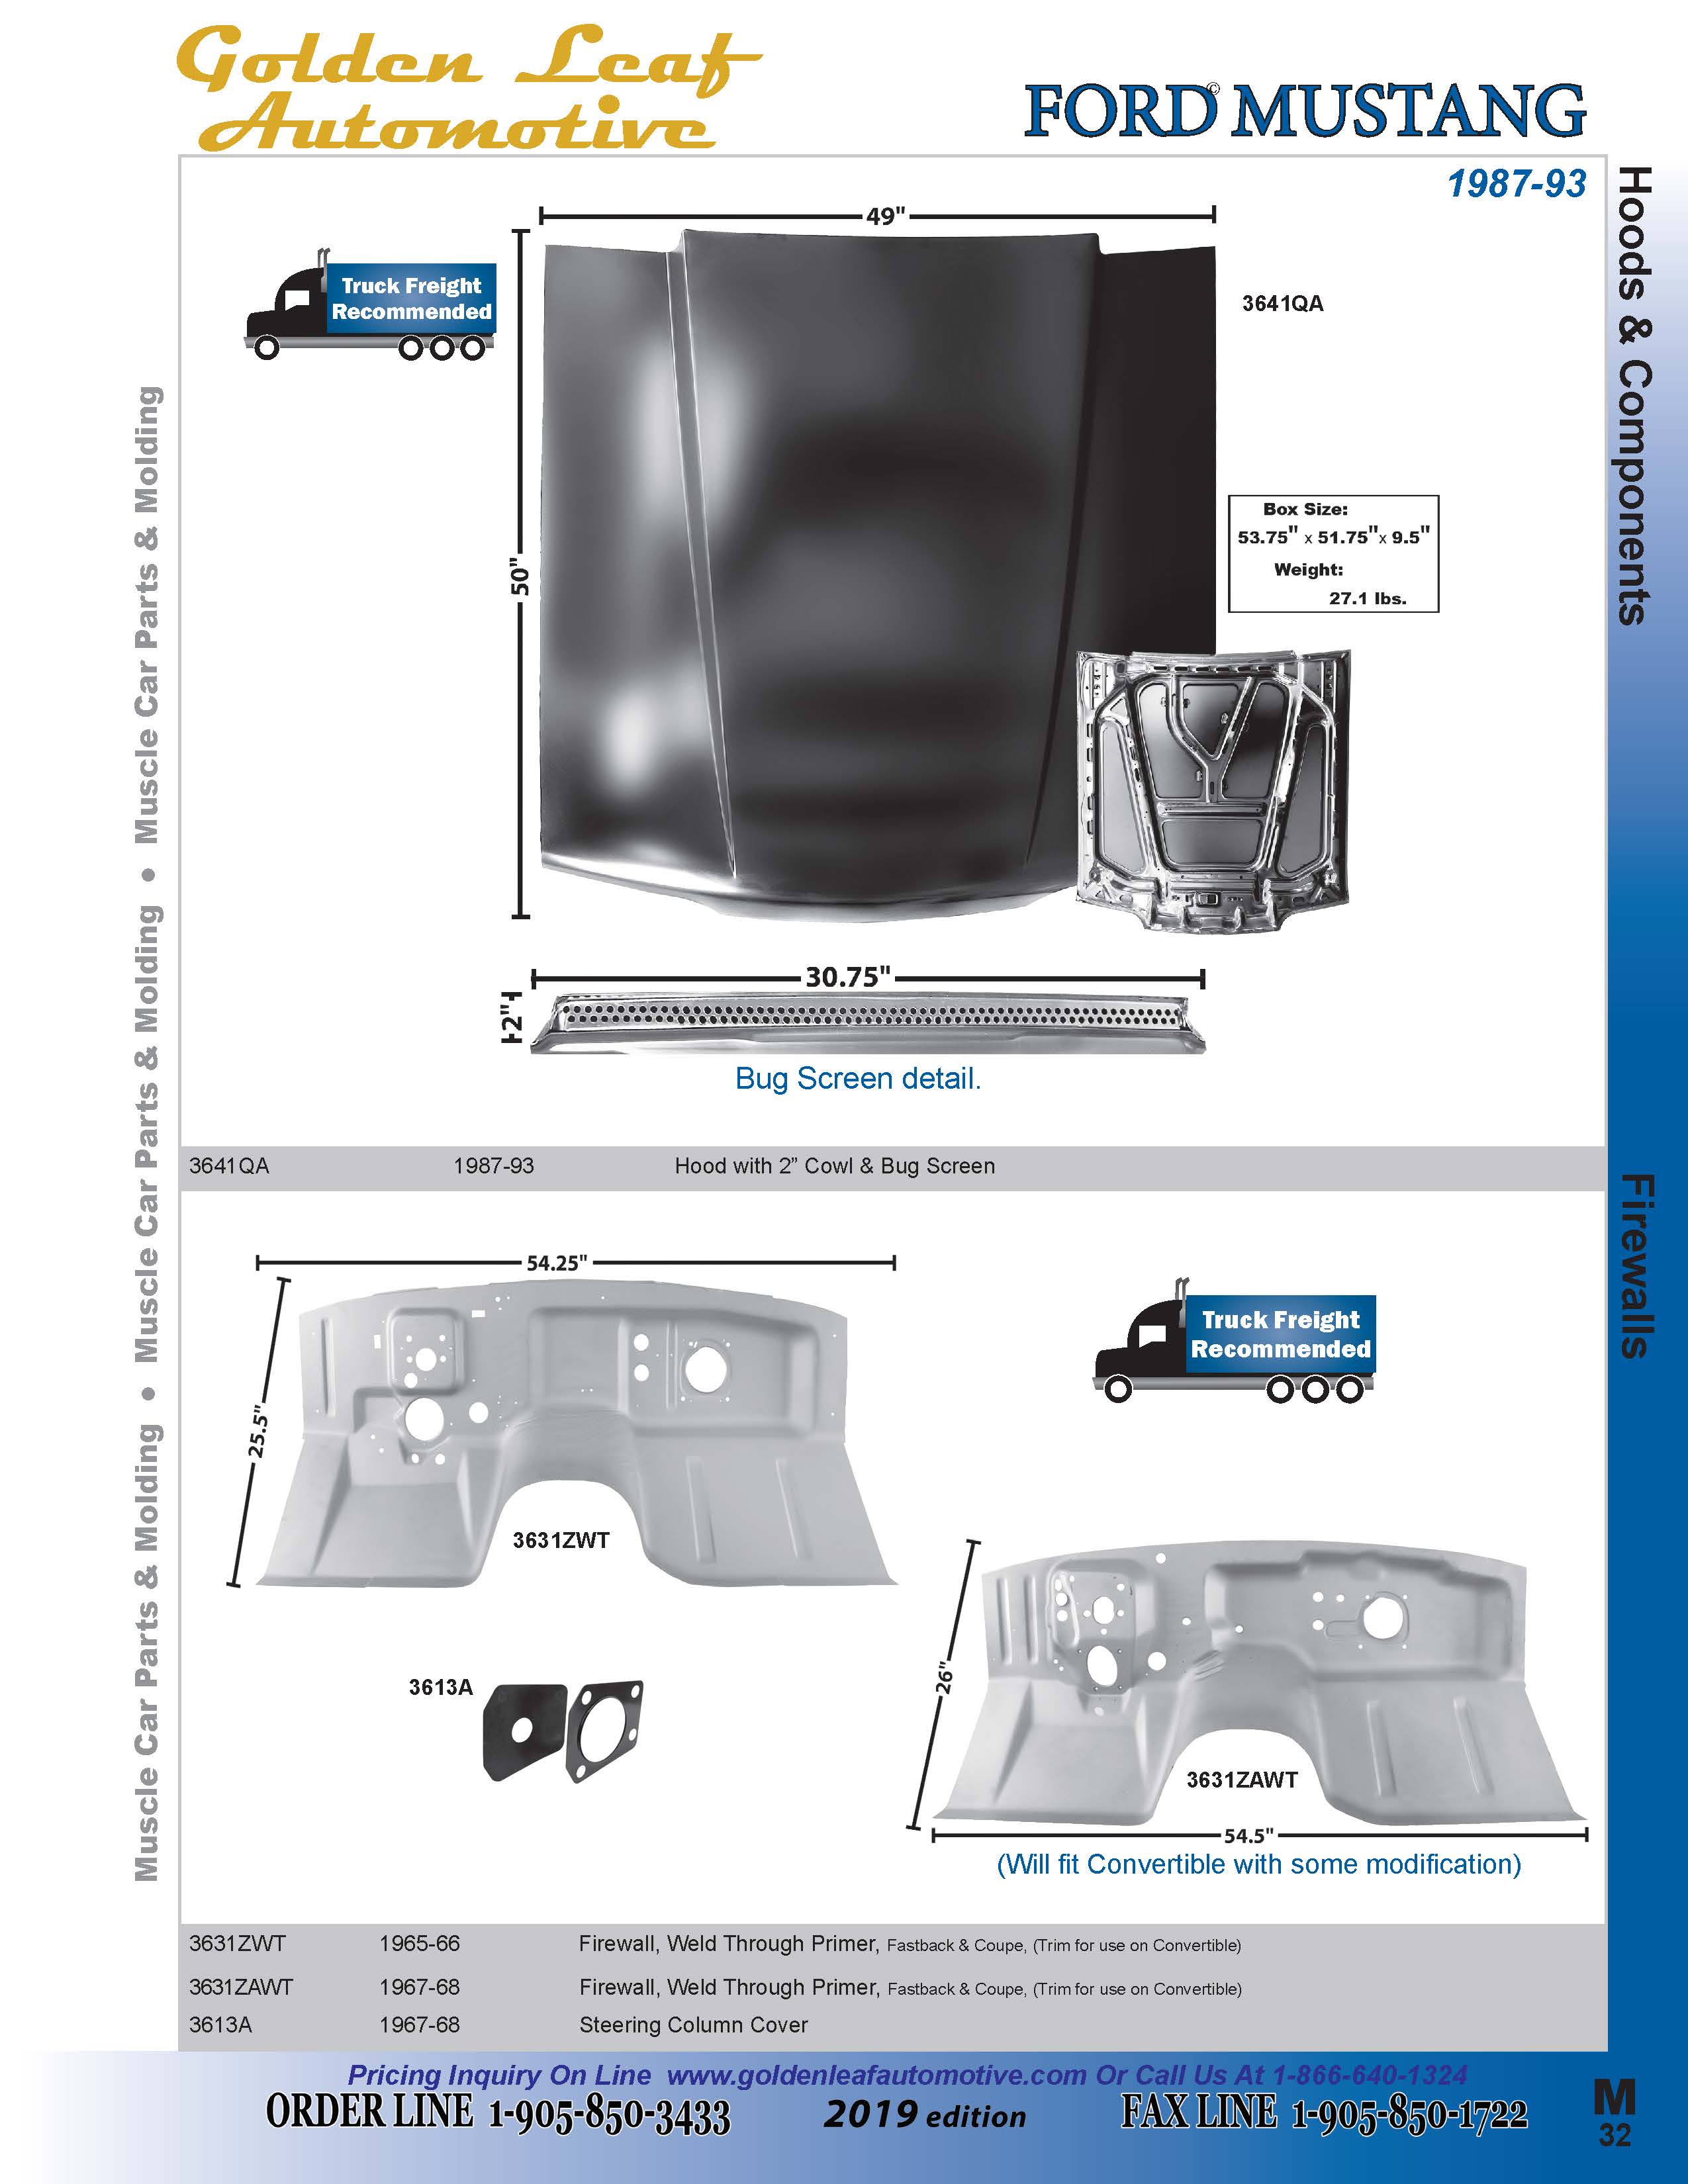 Golden Leaf
Automotive
FORD© MUSTANG
1987-93
Hoods & Components
49"
Truck Freight
Recommended
3641QA
50"
Box Size:
53.75" x 51.75"x 9.5"
Weight:
27.1 lbs.
30.75"
2"
Bug Screen detail.
3641QA 1987-93 Hood with 2” Cowl & Bug Screen
Firewalls
54.25"
25.5"
Truck Freight
Recommended
3631ZWT
3613A
26"
3631ZAWT
54.5"
(Will fit Convertible with some modification)
3631ZWT 1965-66 Firewall, Weld Through Primer, Fastback & Coupe, (Trim for use on Convertible)
3631ZAWT 1967-68 Firewall, Weld Through Primer, Fastback & Coupe, (Trim for use on Convertible)
3613A 1967-68 Steering Column Cover
Muscle Car Parts & Molding • Muscle Car Parts & Molding • Muscle Car Parts & Molding
Pricing Inquiry On Line www.goldenleafautomotive.com Or Call Us At 1-866-640-1324
ORDER LINE 1-905-850-3433 2019 edition FAX LINE 1-905-850-1722
M
32